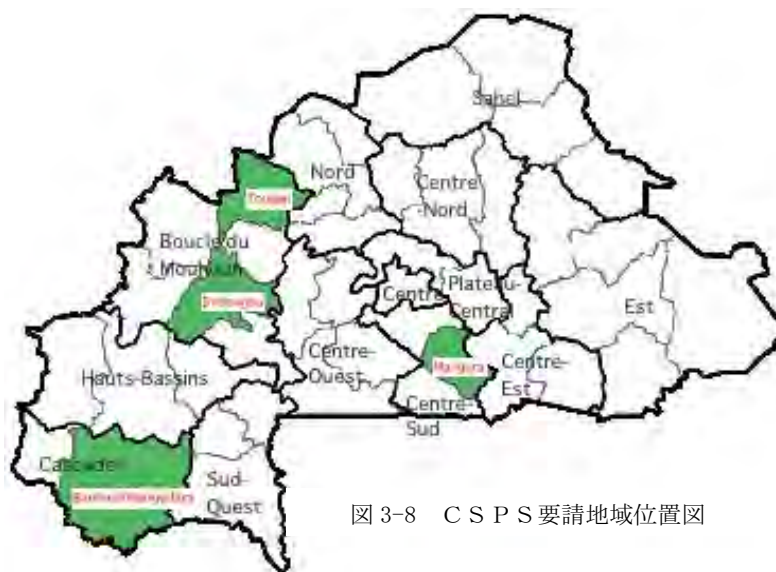 Sahel
Nord
Centre
Nord
Tougan
Boucle du
Mouhoun
Centre
Plateau-
Central
Est
Centre-
Ouest
Centre-
Est
Manga
Hauts-Bassins
Centre-
Sud
Cascades
Sud-
Ouest
図 3-8 ＣＳＰＳ要請地域位置図